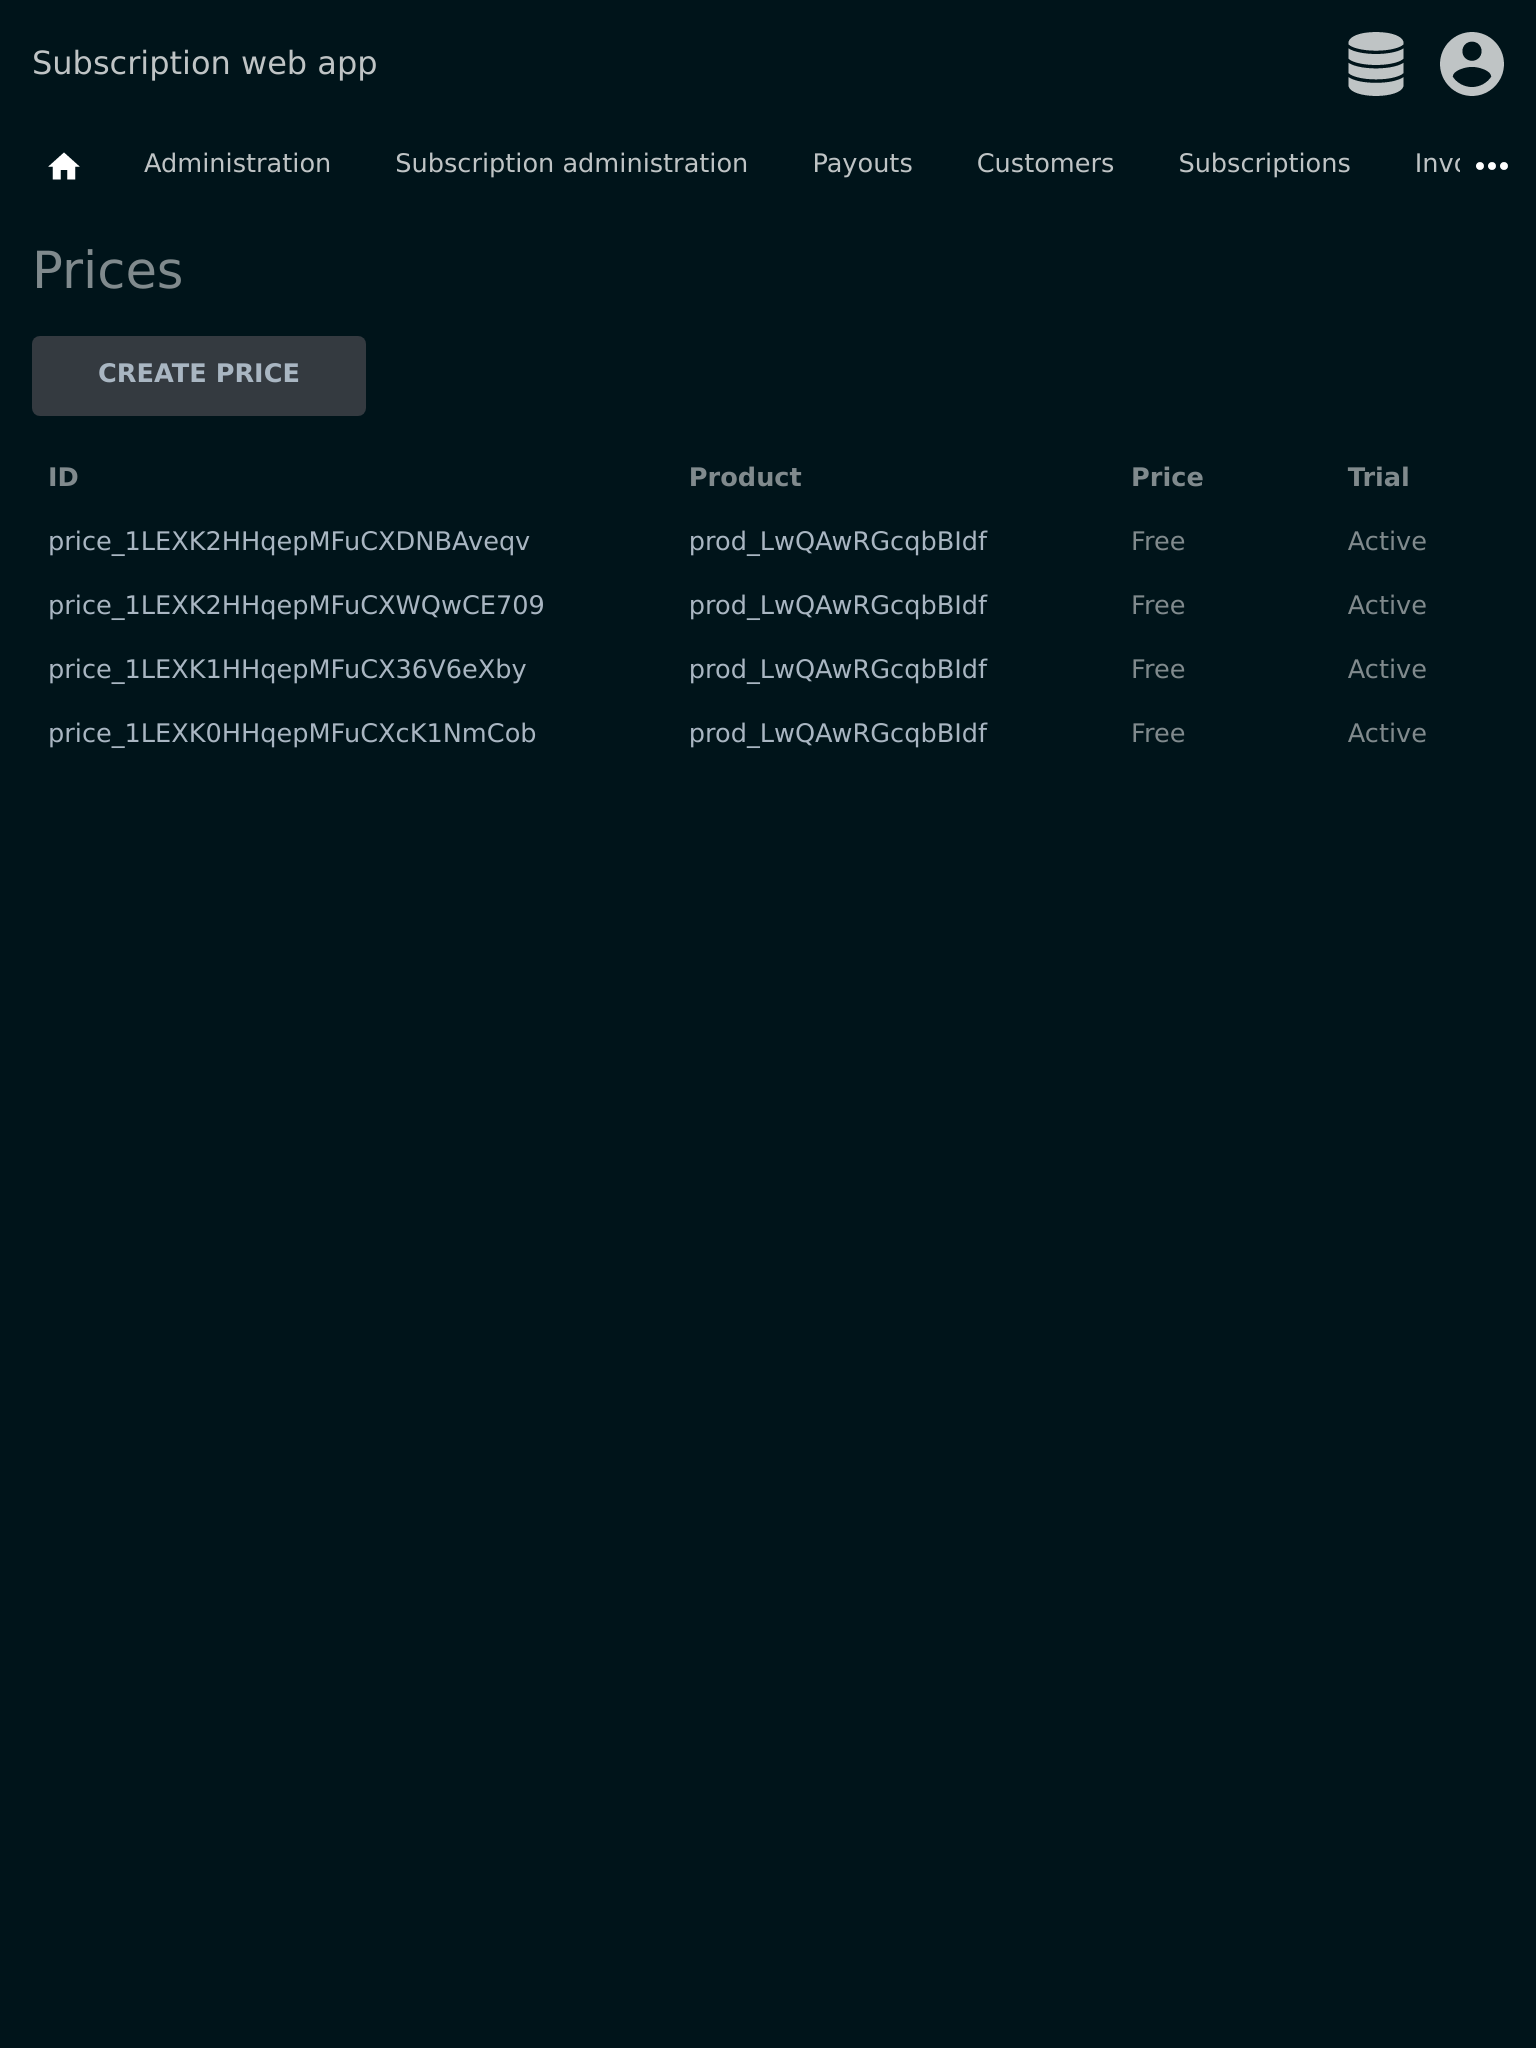 Subscription web app
Administration Subscription administration Payouts Customers Subscriptions
Prices
CREATE PRICE
ID Product Price Trial
price_1LEXK2HHqepMFuCXDNBAveqv prod_LwQAwRGcqbBIdf Free Active
price_1LEXK2HHqepMFuCXWQwCE709 prod_LwQAwRGcqbBIdf Free Active
price_1LEXK1HHqepMFuCX36V6eXby prod_LwQAwRGcqbBIdf Free Active
price_1LEXK0HHqepMFuCXcK1NmCob prod_LwQAwRGcqbBIdf Free Active